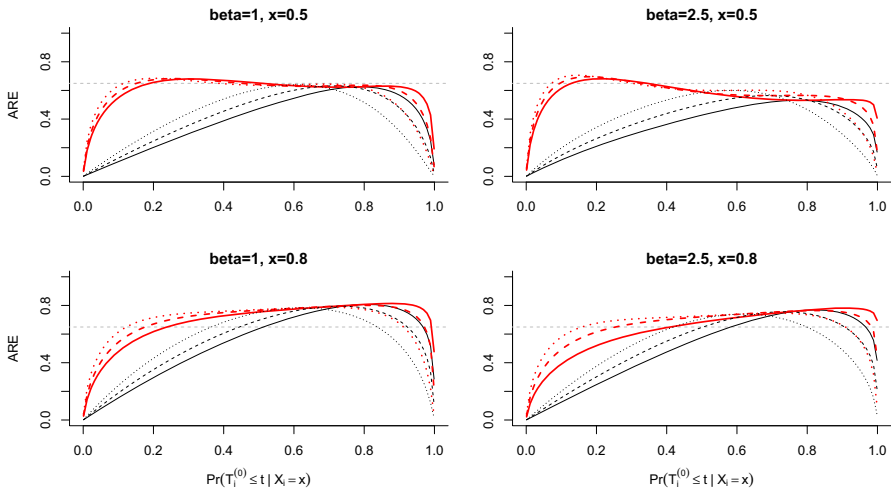 beta=1, x=0.5
ARE
0.0 0.4 0.8
0.0 0.2 0.4 0.6 0.8 1.0
beta=2.5, x=0.5
0.0 0.4 0.8
0.0 0.2 0.4 0.6 0.8 1.0
beta=1, x=0.8
ARE
0.0 0.4 0.8
0.0 0.2 0.4 0.6 0.8 1.0
Pr(T_i^(0) ≤ t | X_i = x)
beta=2.5, x=0.8
0.0 0.4 0.8
0.0 0.2 0.4 0.6 0.8 1.0
Pr(T_i^(0) ≤ t | X_i = x)